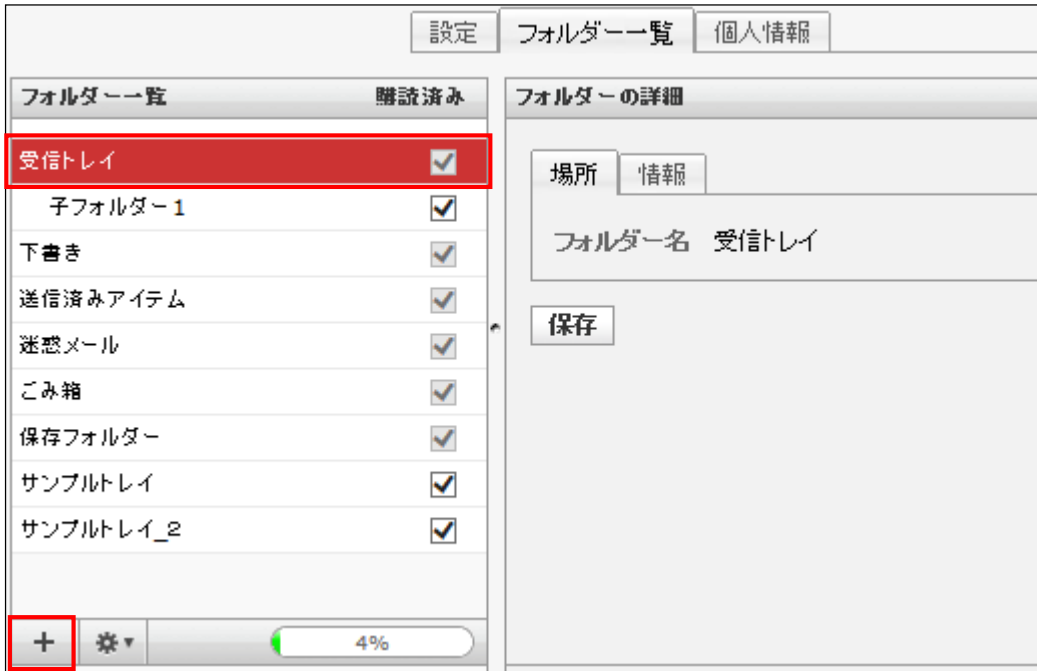 設定 フォルダー一覧 個人情報
フォルダー一覧 購読済み
フォルダーの詳細
受信トレイ
子フォルダー1
下書き
送信済みアイテム
迷惑メール
ごみ箱
保存フォルダー
サンプルトレイ
サンプルトレイ_2
+ 4%
場所 情報
フォルダー名 受信トレイ
保存